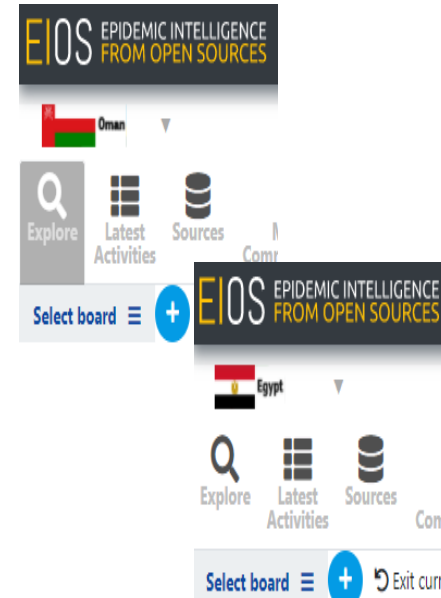 EIOS EPIDEMIC INTELLIGENCE
FROM OPEN SOURCES
Oman
Explore Latest Activities Sources
Select board
EIOS EPIDEMIC INTELLIGENCE
FROM OPEN SOURCES
Egypt
Explore Latest Activities Sources
Select board Exit